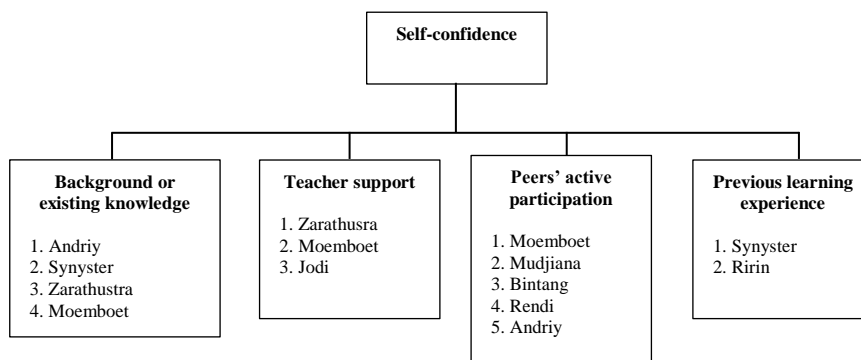 Self-confidence
Background or
existing knowledge
1. Andriy
2. Synyster
3. Zarathustra
4. Moemboet
Teacher support
1. Zarathusra
2. Moemboet
3. Jodi
Peers’ active
participation
1. Moemboet
2. Mudjiana
3. Bintang
4. Rendi
5. Andriy
Previous learning
experience
1. Synyster
2. Ririn